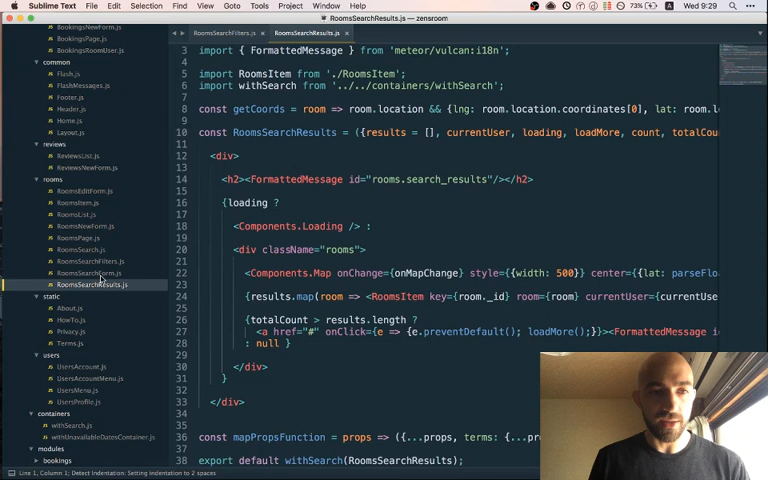 Sublime Text File Edit Selection Find View Goto Tools Project Window Help 73% Wed 9:29
RoomsSearchResults.js — zensroom
BookingsNewForm.js
BookingsPage.js
BookingsRoomUser.js
common
Flash.js
FlashMessages.js
Footer.js
Header.js
Home.js
Layout.js
reviews
ReviewsList.js
ReviewsNewForm.js
rooms
RoomsEditForm.js
RoomsItem.js
RoomsList.js
RoomsNewForm.js
RoomsPage.js
RoomsSearch.js
RoomsSearchFilters.js
RoomsSearchForm.js
RoomsSearchResults.js
static
About.js
HowTo.js
Privacy.js
Terms.js
users
UsersAccount.js
UsersAccountMenu.js
UsersMenu.js
UsersProfile.js
containers
withSearch.js
withUnavailableDatesContainer.js
modules
bookings
RoomsSearchFilters.js × RoomsSearchResults.js ×
3 import { FormattedMessage } from 'meteor/vulcan:i18n';
4
5 import RoomsItem from './RoomsItem';
6 import withSearch from '../../containers/withSearch';
7
8 const getCoords = room => room.location && {lng: room.location.coordinates[0], lat: room.l
9
10 const RoomsSearchResults = ({results = [], currentUser, loading, loadMore, count, totalCou
11
12 <div>
13
14 <h2><FormattedMessage id="rooms.search_results"/></h2>
15
16 {loading ?
17
18 <Components.Loading /> :
19
20 <div className="rooms">
21
22 <Components.Map onChange={onMapChange} style={{width: 500}} center={{lat: parseFlo
23
24 {results.map(room => <RoomsItem key={room._id} room={room} currentUser={currentUse
25
26 {totalCount > results.length ?
27 <a href="#" onClick={e => {e.preventDefault(); loadMore();}}><FormattedMessage i
28 : null }
29
30 </div>
31 }
32
33 </div>
34
35
36 const mapPropsFunction = props => ({...props, terms: {...p
37
38 export default withSearch(RoomsSearchResults);
Line 1, Column 1; Detect Indentation: Setting indentation to 2 spaces